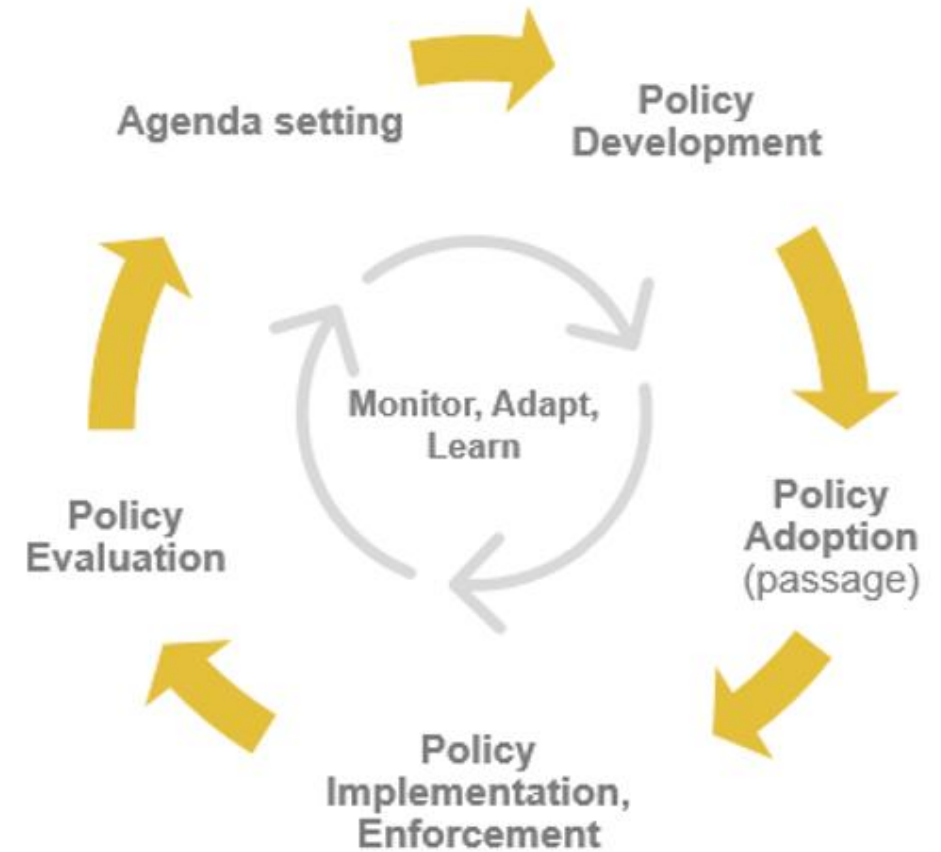 Agenda setting
Policy
Development
Policy
Adoption
(passage)
Policy
Implementation,
Enforcement
Policy
Evaluation
Monitor, Adapt,
Learn